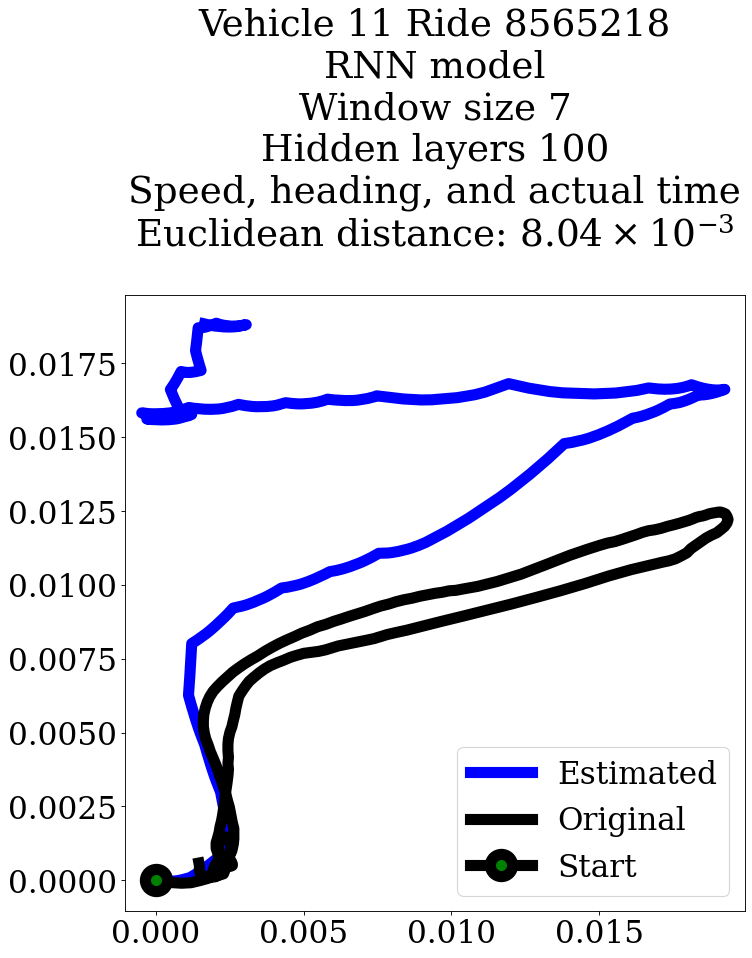 Vehicle 11 Ride 8565218
RNN model
Window size 7
Hidden layers 100
Speed, heading, and actual time
Euclidean distance: 8.04 × 10⁻³
0.0175
0.0150
0.0125
0.0100
0.0075
0.0050
0.0025
0.0000
Estimated
Original
Start
0.000 0.005 0.010 0.015